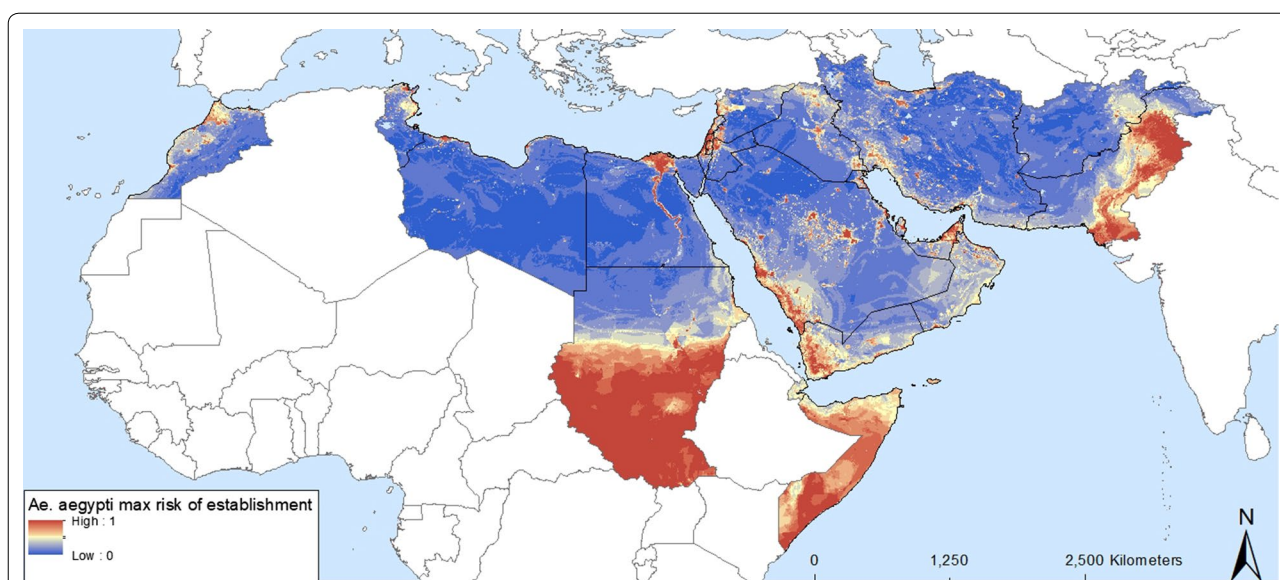 Ae. aegypti max risk of establishment
High : 1
Low : 0
N
0 1,250 2,500 Kilometers